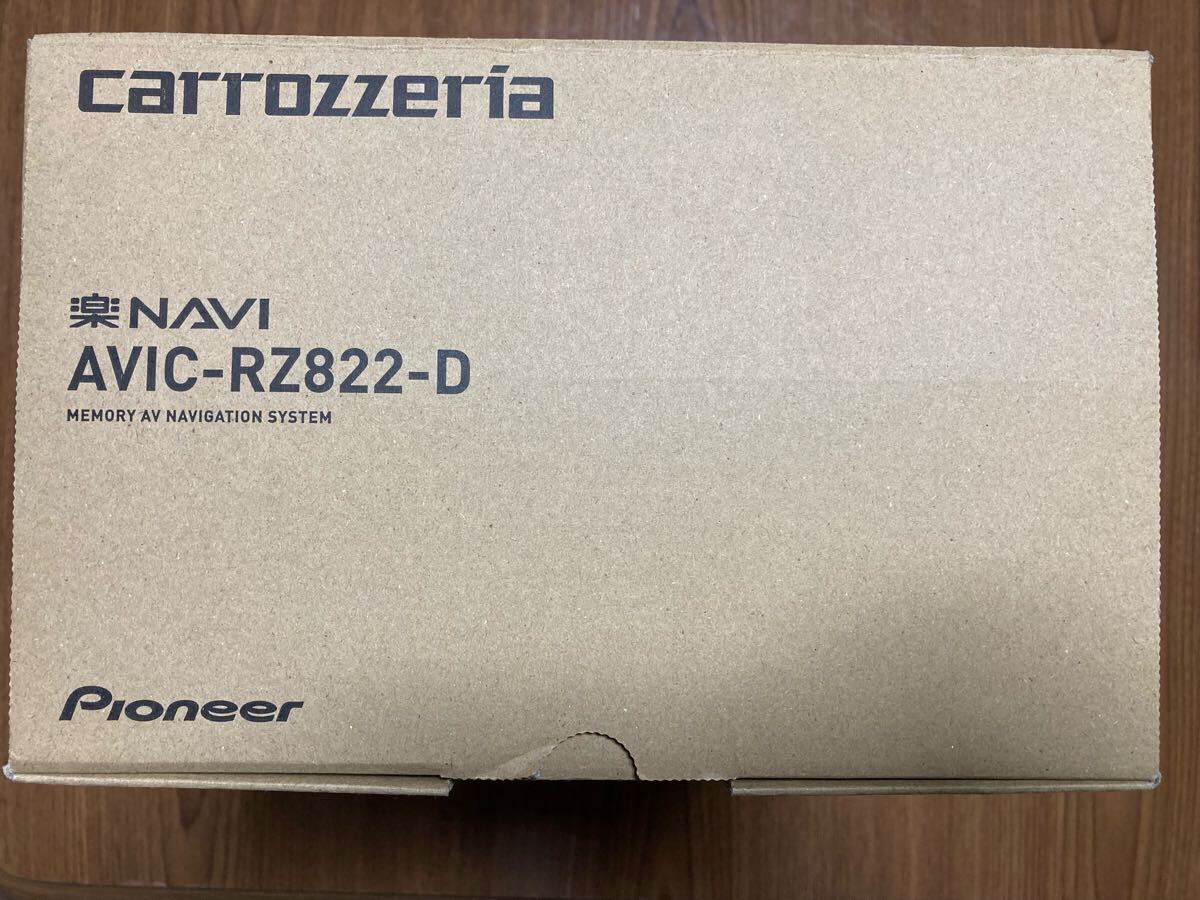 carrozzeria
楽NAVI
AVIC-RZ822-D
MEMORY AV NAVIGATION SYSTEM
Pioneer